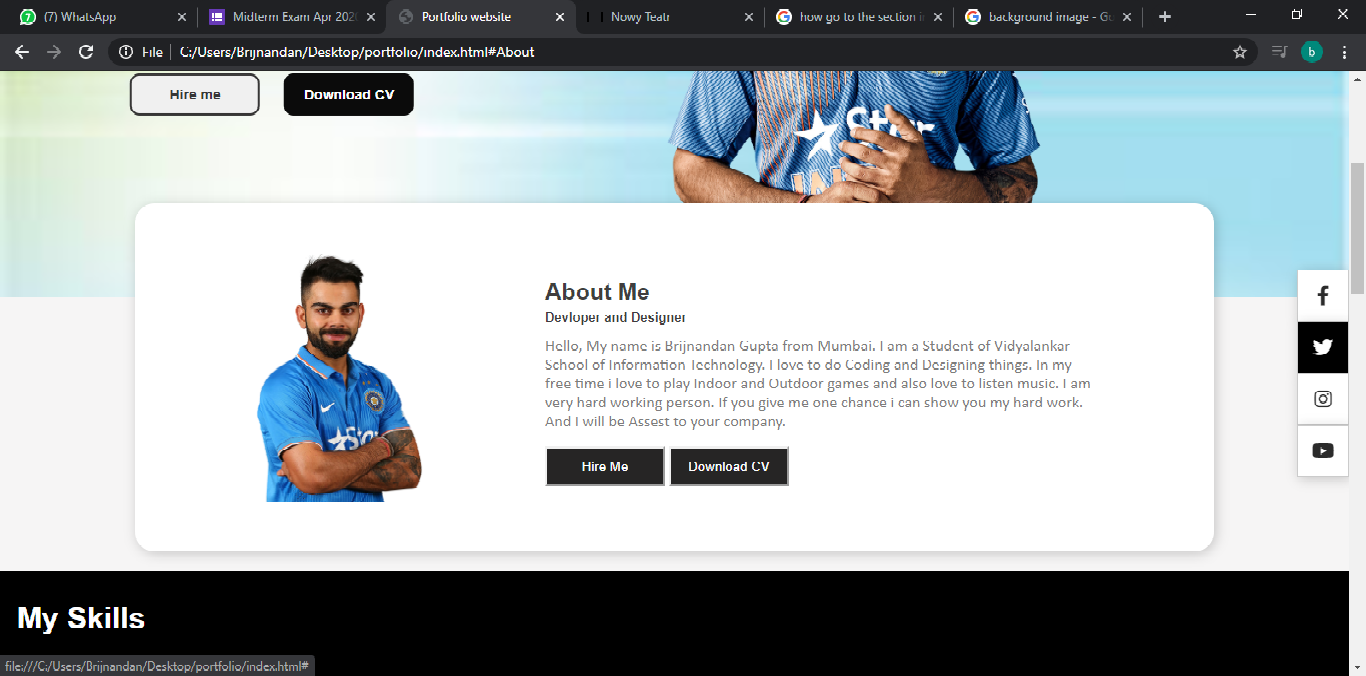 (7) WhatsApp
Midterm Exam Apr 202
Portfolio website
Nowy Teatr
how go to the section in
background image - Go
File
C:/Users/Brijnandan/Desktop/portfolio/index.html#About
b
Hire me
Download CV
Star
About Me
Devloper and Designer
Hello, My name is Brijnandan Gupta from Mumbai. I am a Student of Vidyalankar
School of Information Technology. I love to do Coding and Designing things. In my
free time i love to play Indoor and Outdoor games and also love to listen music. I am
very hard working person. If you give me one chance i can show you my hard work.
And I will be Assest to your company.
Hire Me
Download CV
My Skills
file:///C:/Users/Brijnandan/Desktop/portfolio/index.html#